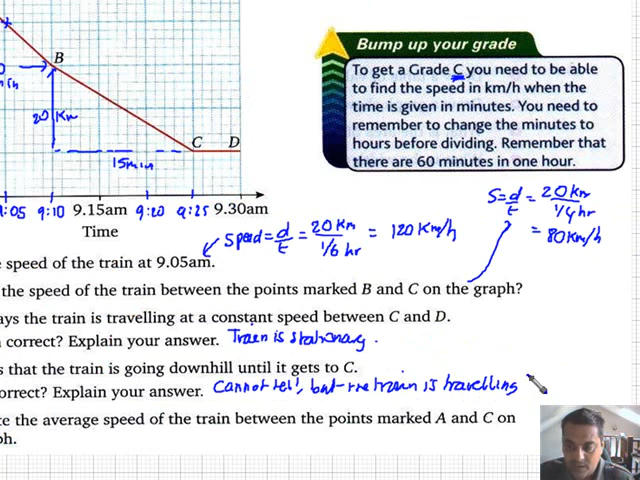 Bump up your grade
To get a Grade C you need to be able
to find the speed in km/h when the
time is given in minutes. You need to
remember to change the minutes to
hours before dividing. Remember that
there are 60 minutes in one hour.
B
20 Km
C D
15min
9:05 9:10 9.15am 9:20 9:25 9.30am
Time
S = d/t = 20 Km / 1/4 hr
= 80 Km/h
Speed = d/t = 20 Km / 1/6 hr = 120 Km/h
e speed of the train at 9.05am.
the speed of the train between the points marked B and C on the graph?
ays the train is travelling at a constant speed between C and D.
correct? Explain your answer. Train is stationary.
s that the train is going downhill until it gets to C.
correct? Explain your answer. Cannot tell, but the train is travelling
te the average speed of the train between the points marked A and C on
ph.